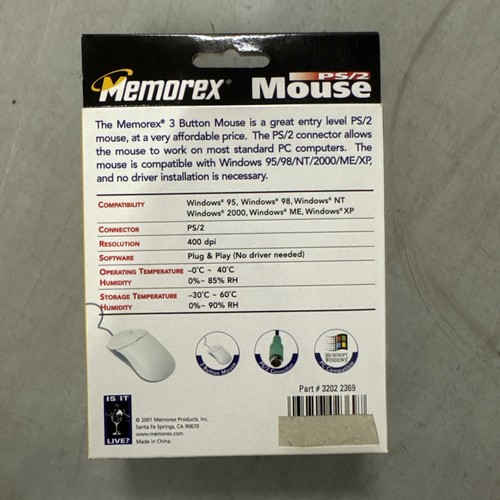 Memorex®
PS/2
Mouse
The Memorex® 3 Button Mouse is a great entry level PS/2
mouse, at a very affordable price. The PS/2 connector allows
the mouse to work on most standard PC computers. The
mouse is compatible with Windows 95/98/NT/2000/ME/XP,
and no driver installation is necessary.
COMPATIBILITY Windows® 95, Windows® 98, Windows® NT
Windows® 2000, Windows® ME, Windows® XP
CONNECTOR PS/2
RESOLUTION 400 dpi
SOFTWARE Plug & Play (No driver needed)
OPERATING TEMPERATURE –0˚C ~ 40˚C
HUMIDITY 0%~ 85% RH
STORAGE TEMPERATURE –30˚C ~ 60˚C
HUMIDITY 0%~ 90% RH
3 Button Mouse
PS/2 Connector
MICROSOFT
WINDOWS
PC Compatible
Part # 3202 2369
IS IT
LIVE?
© 2001 Memorex Products, Inc.
Santa Fe Springs, CA 90670
www.memorex.com
Made in China